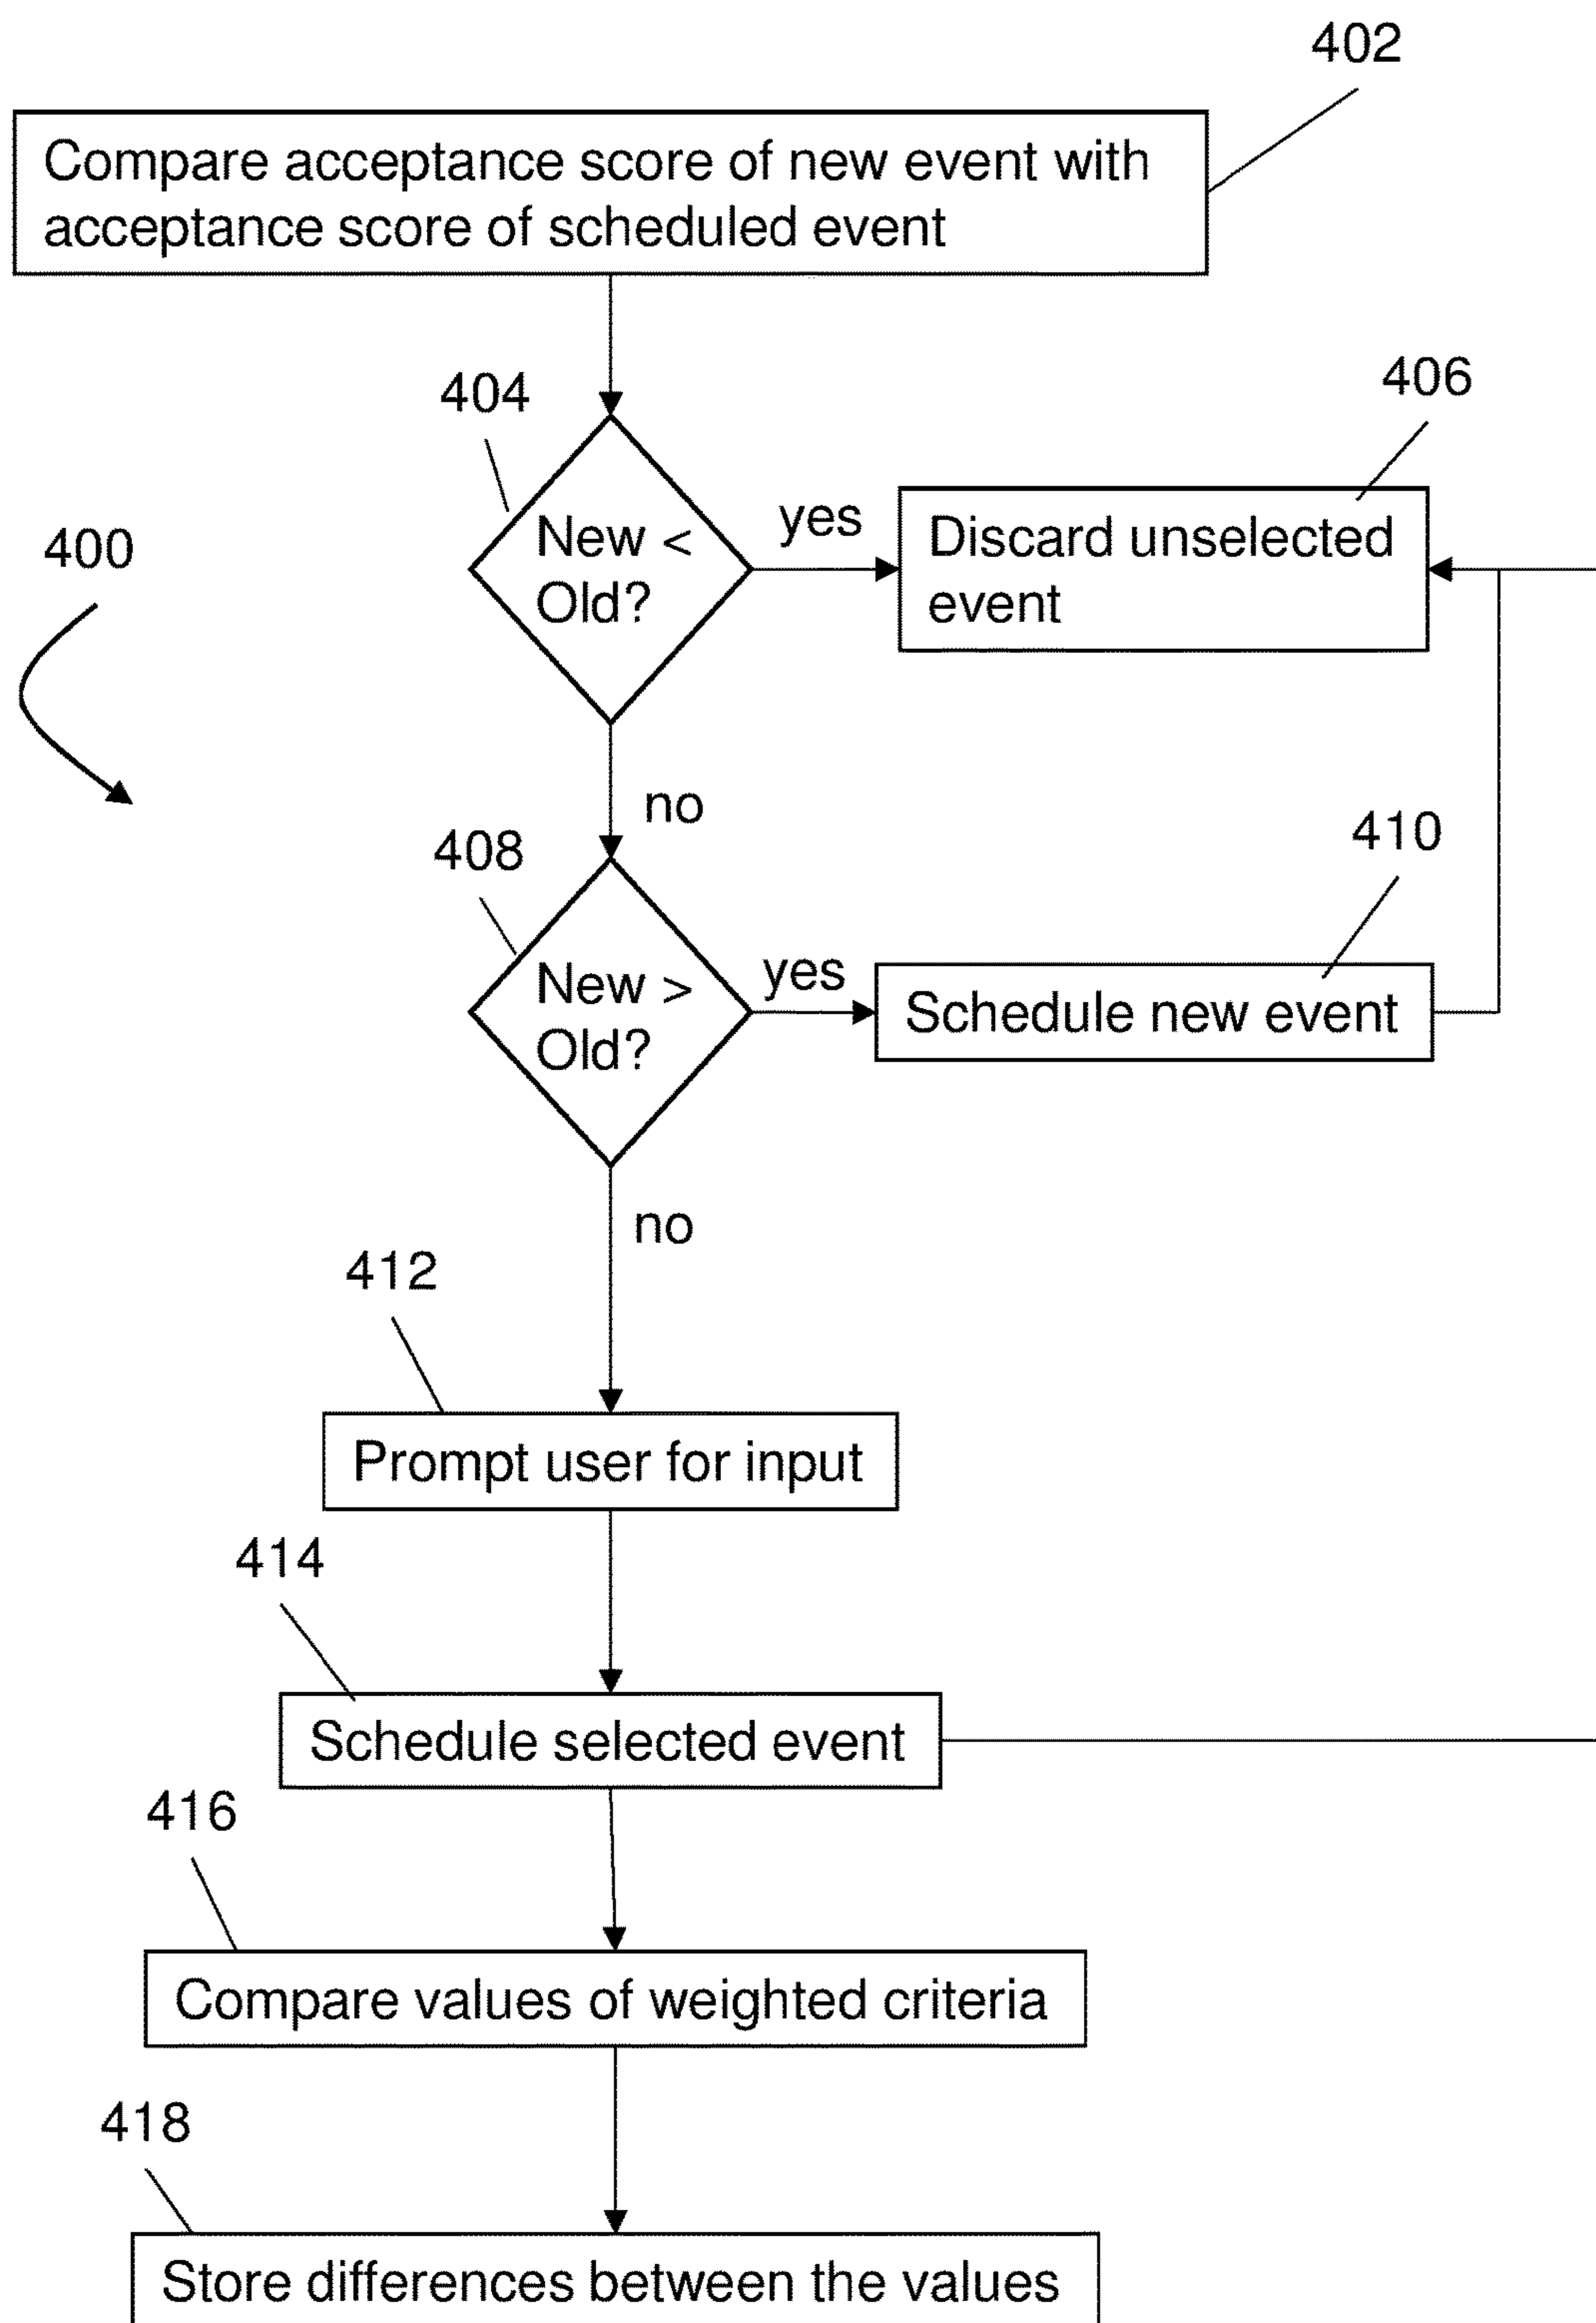 402
Compare acceptance score of new event with
acceptance score of scheduled event
404
406
New <
Old?
yes
Discard unselected
event
400
no
408
410
New >
Old?
yes
Schedule new event
no
412
Prompt user for input
414
Schedule selected event
416
Compare values of weighted criteria
418
Store differences between the values